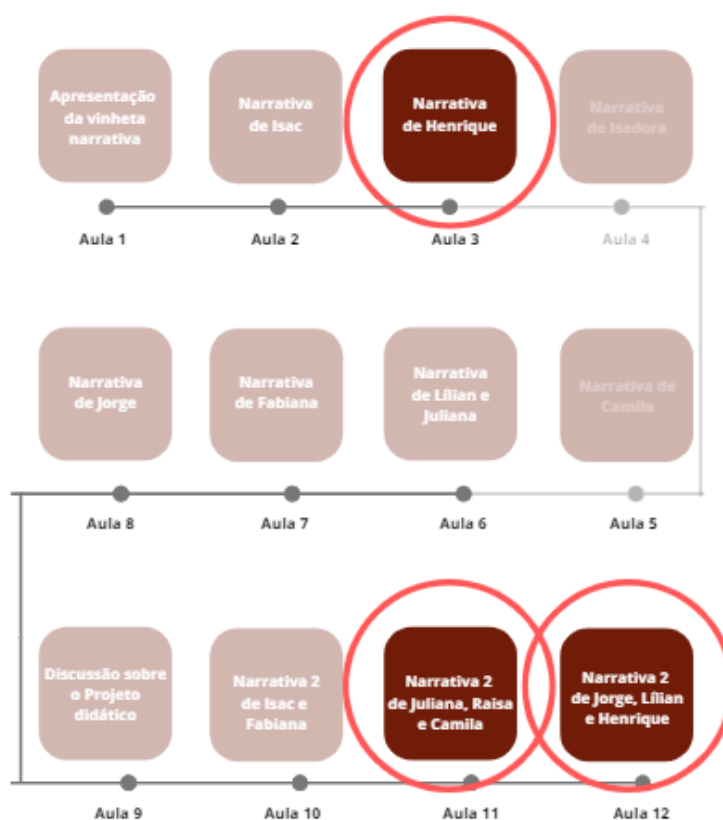 Apresentação
da vinheta
narrativa
Narrativa
de Isac
Narrativa
de Henrique
Narrativa
de Isadora
Aula 1
Aula 2
Aula 3
Aula 4
Narrativa
de Jorge
Narrativa
de Fabiana
Narrativa
de Lílian e
Juliana
Narrativa de
Camila
Aula 8
Aula 7
Aula 6
Aula 5
Discussão sobre
o Projeto
didático
Narrativa 2
de Isac e
Fabiana
Narrativa 2
de Juliana, Raisa
e Camila
Narrativa 2
de Jorge, Lílian
e Henrique
Aula 9
Aula 10
Aula 11
Aula 12